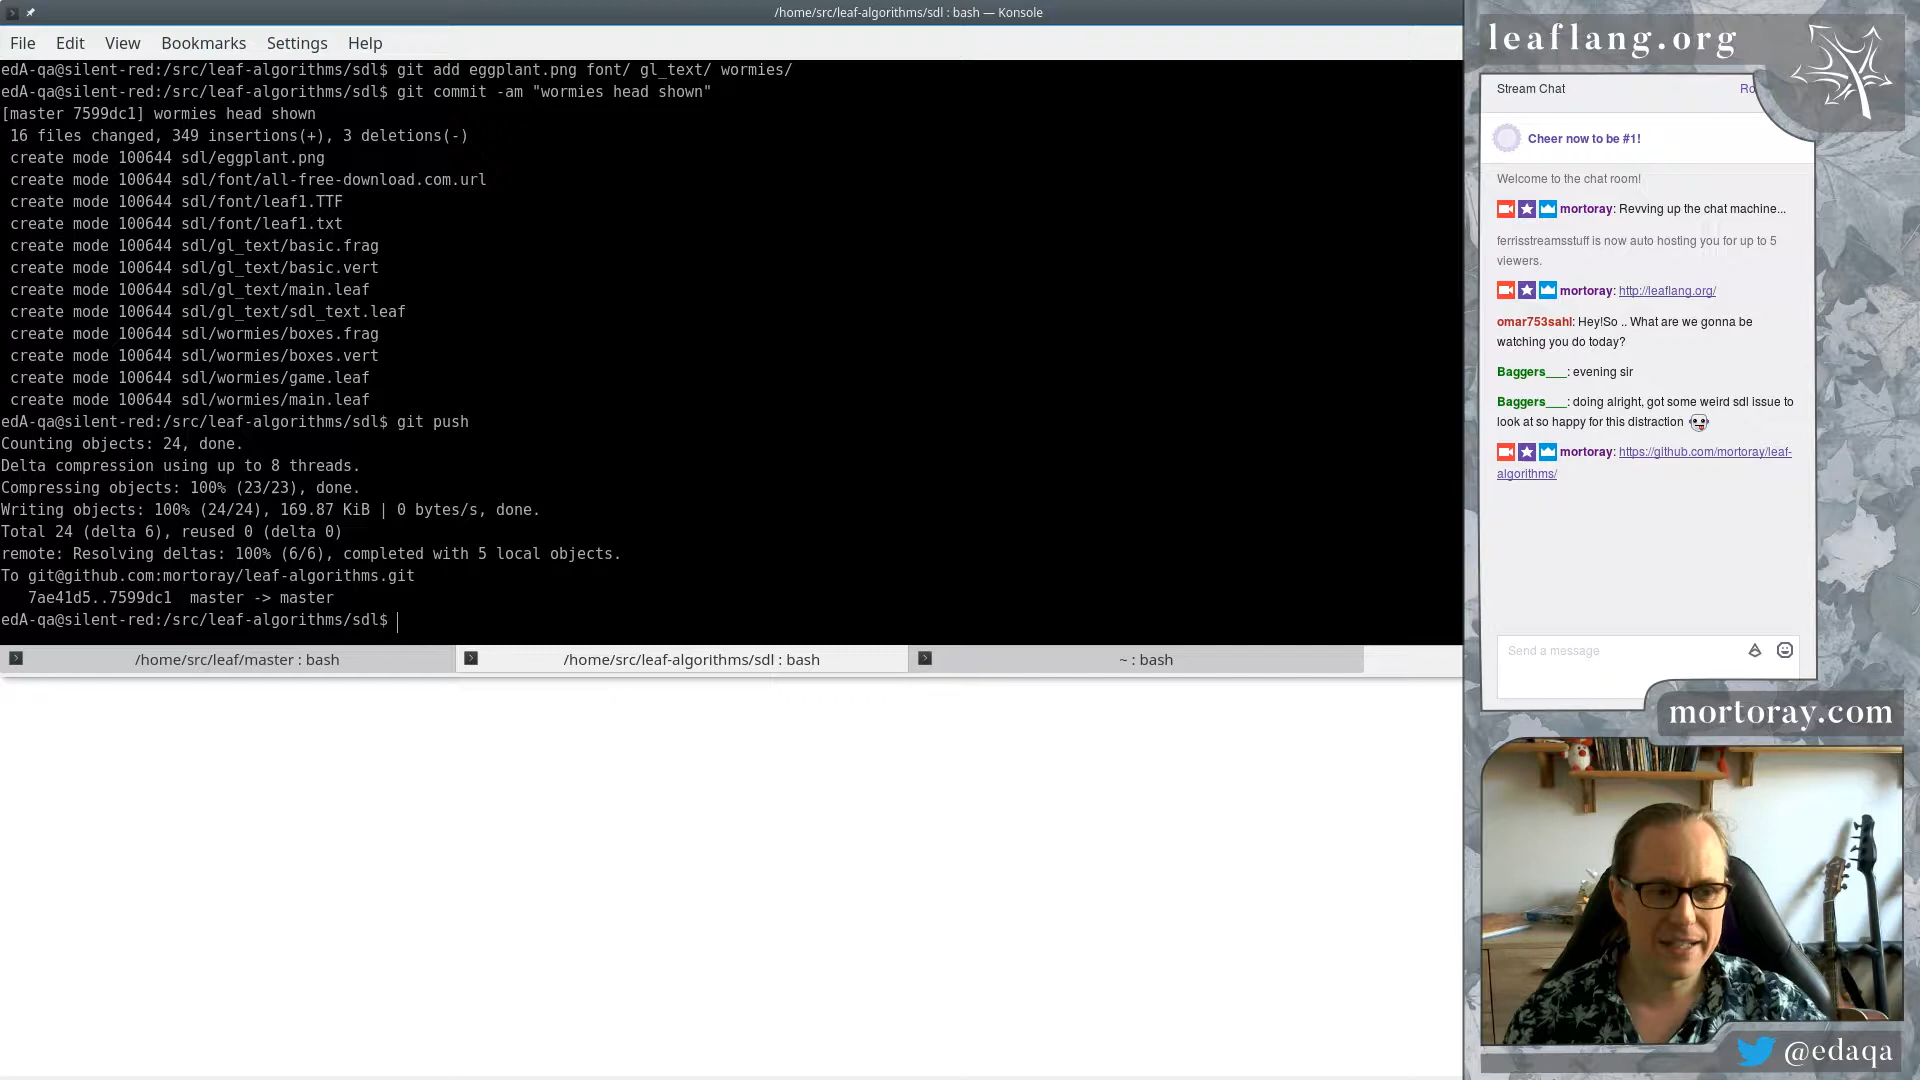 /home/src/leaf-algorithms/sdl : bash — Konsole
File Edit View Bookmarks Settings Help
edA-qa@silent-red:/src/leaf-algorithms/sdl$ git add eggplant.png font/ gl_text/ wormies/
edA-qa@silent-red:/src/leaf-algorithms/sdl$ git commit -am "wormies head shown"
[master 7599dc1] wormies head shown
16 files changed, 349 insertions(+), 3 deletions(-)
create mode 100644 sdl/eggplant.png
create mode 100644 sdl/font/all-free-download.com.url
create mode 100644 sdl/font/leaf1.TTF
create mode 100644 sdl/font/leaf1.txt
create mode 100644 sdl/gl_text/basic.frag
create mode 100644 sdl/gl_text/basic.vert
create mode 100644 sdl/gl_text/main.leaf
create mode 100644 sdl/gl_text/sdl_text.leaf
create mode 100644 sdl/wormies/boxes.frag
create mode 100644 sdl/wormies/boxes.vert
create mode 100644 sdl/wormies/game.leaf
create mode 100644 sdl/wormies/main.leaf
edA-qa@silent-red:/src/leaf-algorithms/sdl$ git push
Counting objects: 24, done.
Delta compression using up to 8 threads.
Compressing objects: 100% (23/23), done.
Writing objects: 100% (24/24), 169.87 KiB | 0 bytes/s, done.
Total 24 (delta 6), reused 0 (delta 0)
remote: Resolving deltas: 100% (6/6), completed with 5 local objects.
To git@github.com:mortoray/leaf-algorithms.git
7ae41d5..7599dc1 master -> master
edA-qa@silent-red:/src/leaf-algorithms/sdl$
/home/src/leaf/master : bash
/home/src/leaf-algorithms/sdl : bash
~ : bash
leaflang.org
Stream Chat
Cheer now to be #1!
Welcome to the chat room!
mortoray: Revving up the chat machine...
ferrisstreamsstuff is now auto hosting you for up to 5
viewers.
mortoray: http://leaflang.org/
omar753sahl: Hey!So .. What are we gonna be
watching you do today?
Baggers___: evening sir
Baggers___: doing alright, got some weird sdl issue to
look at so happy for this distraction
mortoray: https://github.com/mortoray/leaf-
algorithms/
Send a message
mortoray.com
@edaqa